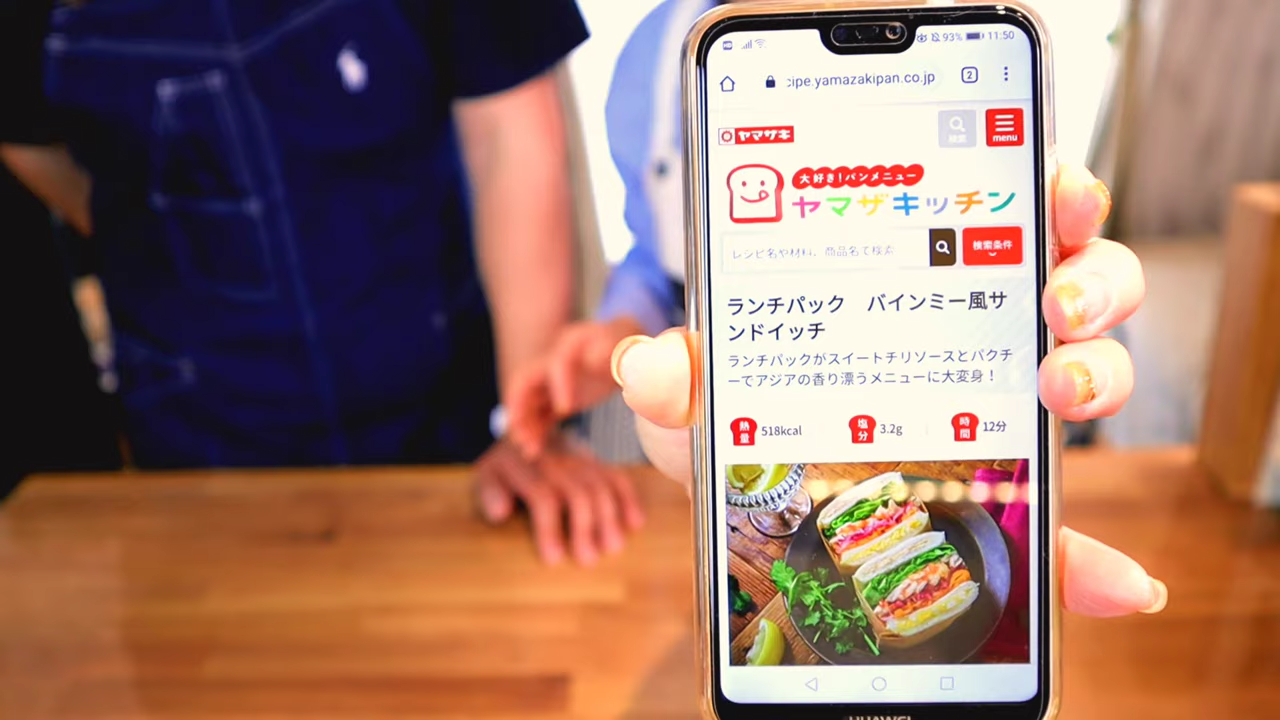 93% 11:50
:ipe.yamazakipan.co.jp
2
ヤマザキ
検索
menu
大好き!パンメニュー
ヤマザキッチン
レシピ名や材料、商品名で検索
検索条件
ランチパック　バインミー風サ
ンドイッチ
ランチパックがスイートチリソースとパクチ
ーでアジアの香り漂うメニューに大変身!
熱量 518kcal
塩分 3.2g
時間 12分
HUAWEI